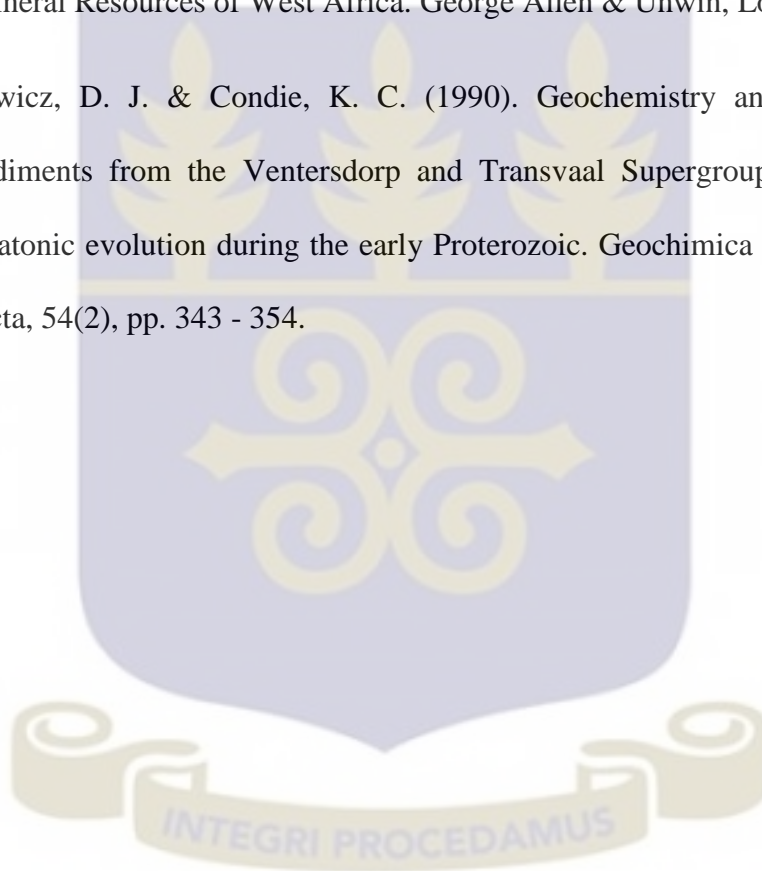 neral Resources of West Africa. George Allen & Unwin, Lo
wicz, D. J. & Condie, K. C. (1990). Geochemistry an
diments from the Ventersdorp and Transvaal Supergroup
atonic evolution during the early Proterozoic. Geochimica
cta, 54(2), pp. 343 - 354.
INTEGRI PROCEDAMUS